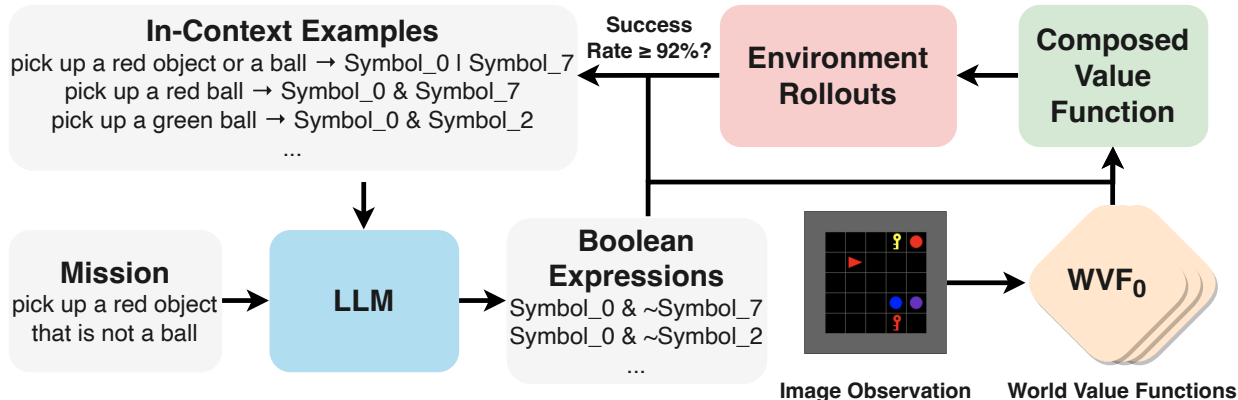 In-Context Examples
pick up a red object or a ball → Symbol_0 | Symbol_7
pick up a red ball → Symbol_0 & Symbol_7
pick up a green ball → Symbol_0 & Symbol_2
...
Success
Rate ≥ 92%?
Environment
Rollouts
Composed
Value
Function
Mission
pick up a red object
that is not a ball
LLM
Boolean
Expressions
Symbol_0 & ~Symbol_7
Symbol_0 & ~Symbol_2
...
Image Observation
WVF₀
World Value Functions